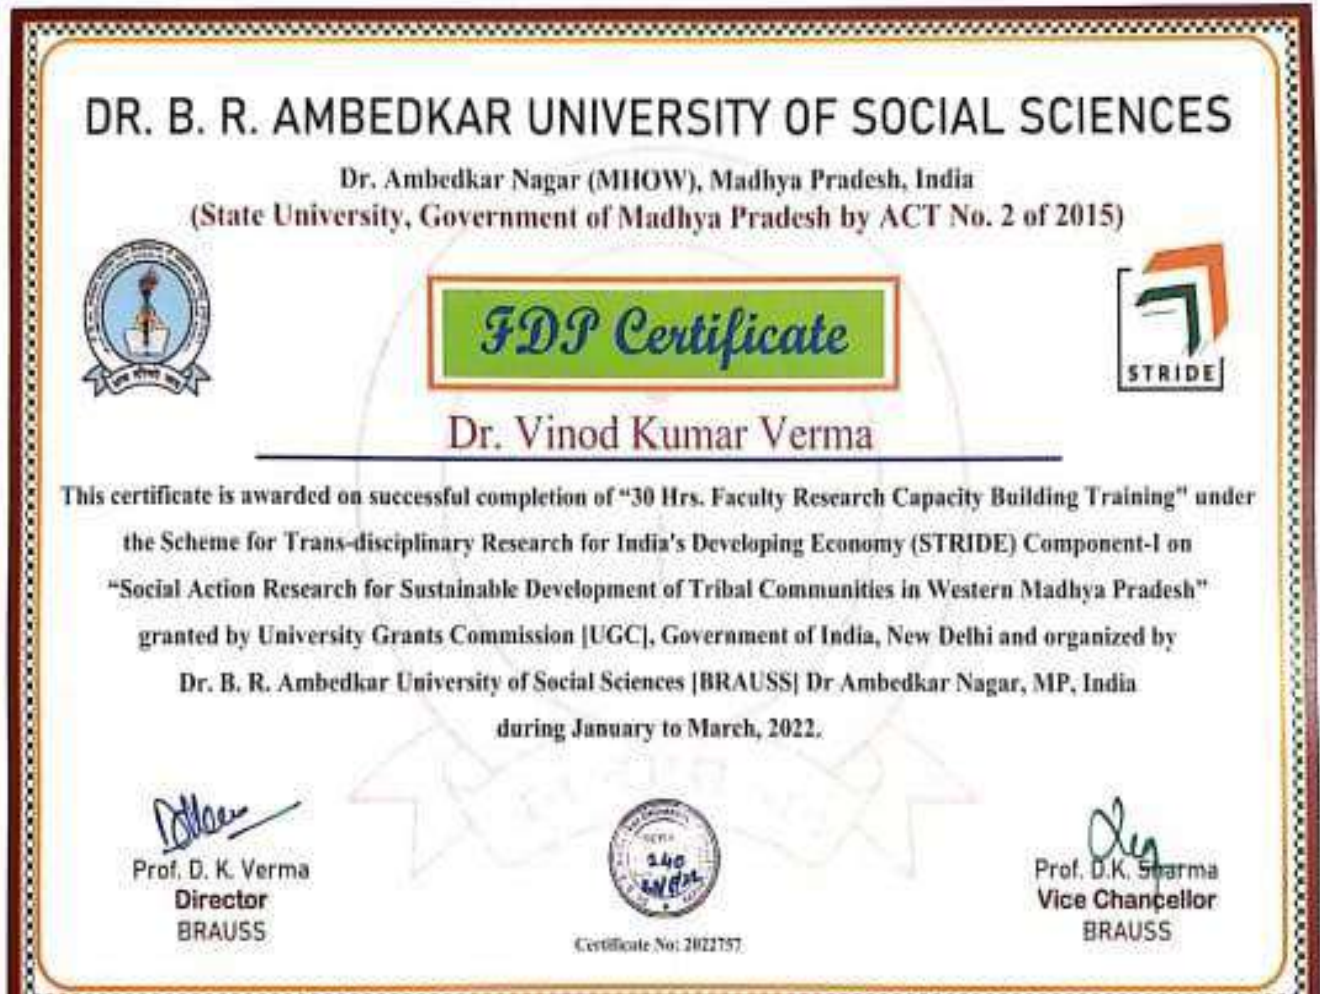 DR. B. R. AMBEDKAR UNIVERSITY OF SOCIAL SCIENCES
Dr. Ambedkar Nagar (MHOW), Madhya Pradesh, India
(State University, Government of Madhya Pradesh by ACT No. 2 of 2015)
FDP Certificate
STRIDE
Dr. Vinod Kumar Verma
This certificate is awarded on successful completion of “30 Hrs. Faculty Research Capacity Building Training” under
the Scheme for Trans-disciplinary Research for India's Developing Economy (STRIDE) Component-I on
“Social Action Research for Sustainable Development of Tribal Communities in Western Madhya Pradesh”
granted by University Grants Commission [UGC], Government of India, New Delhi and organized by
Dr. B. R. Ambedkar University of Social Sciences [BRAUSS] Dr Ambedkar Nagar, MP, India
during January to March, 2022.
Prof. D. K. Verma
Director
BRAUSS
240
Certificate No: 2022757
Prof. D.K. Sharma
Vice Chancellor
BRAUSS